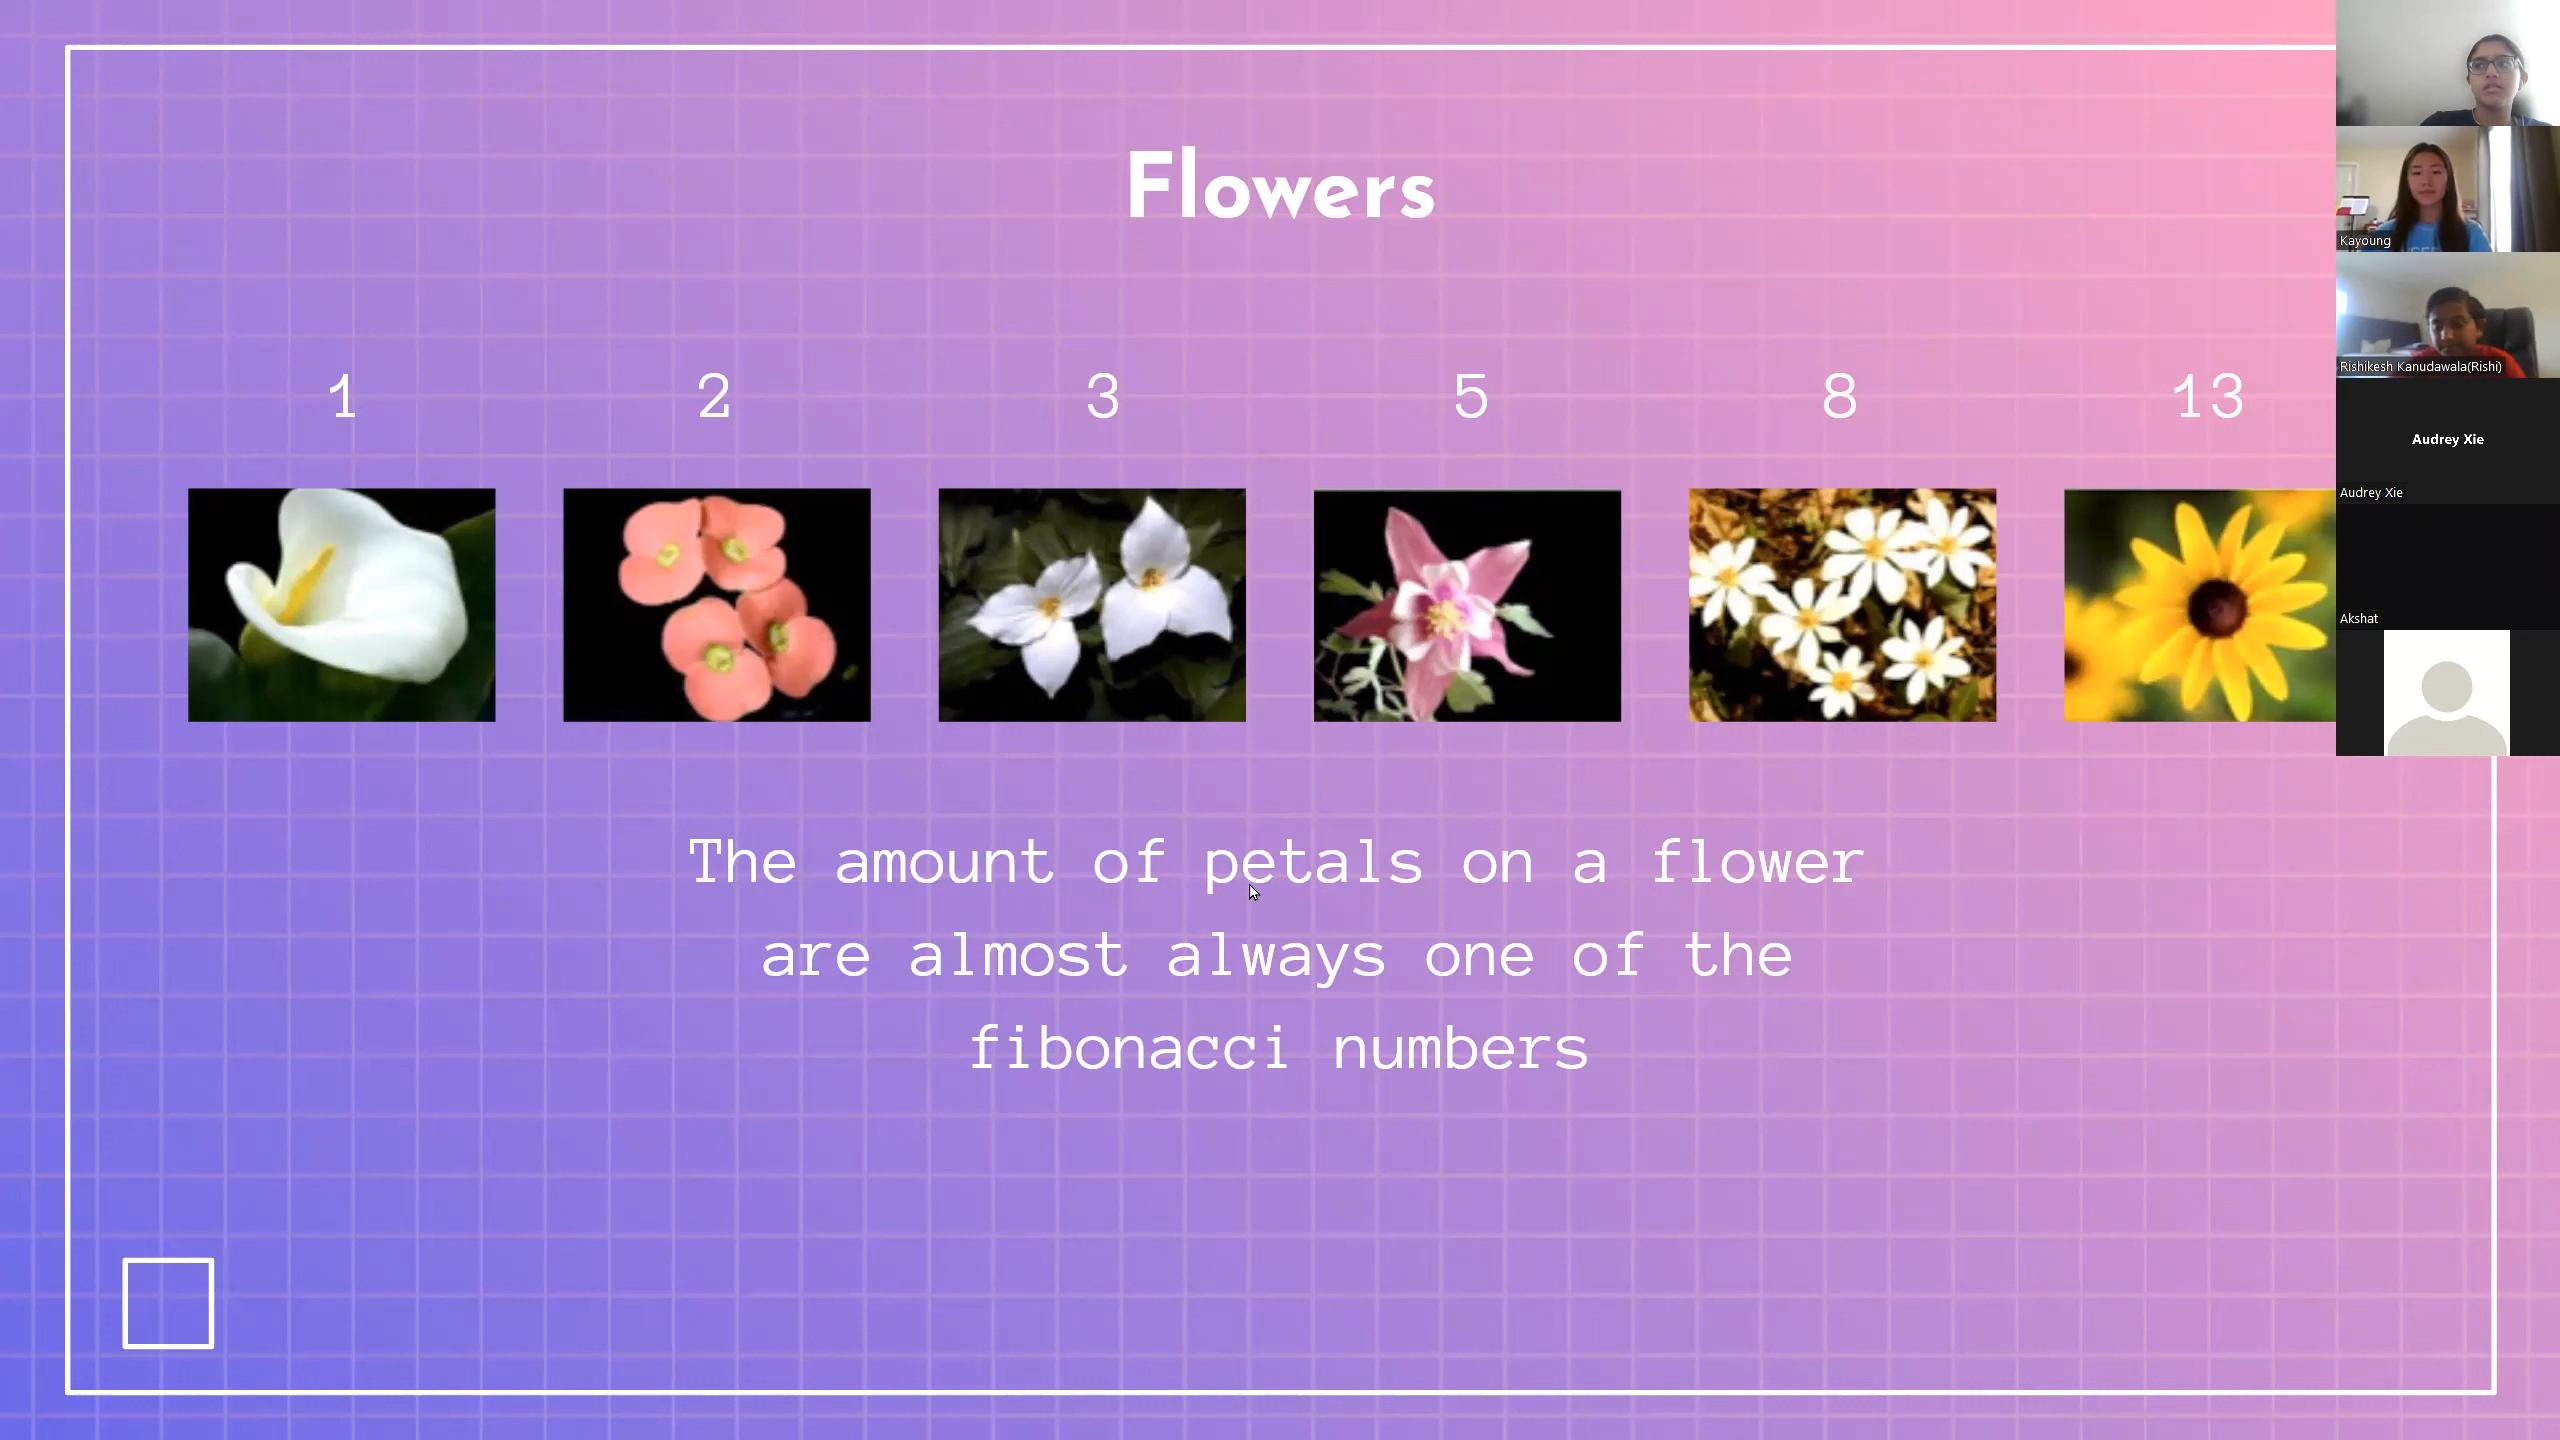 Flowers
1 2 3 5 8 13
The amount of petals on a flower
are almost always one of the
fibonacci numbers
Kayoung
Rishikesh Kanudawala(Rishi)
Audrey Xie
Audrey Xie
Akshat